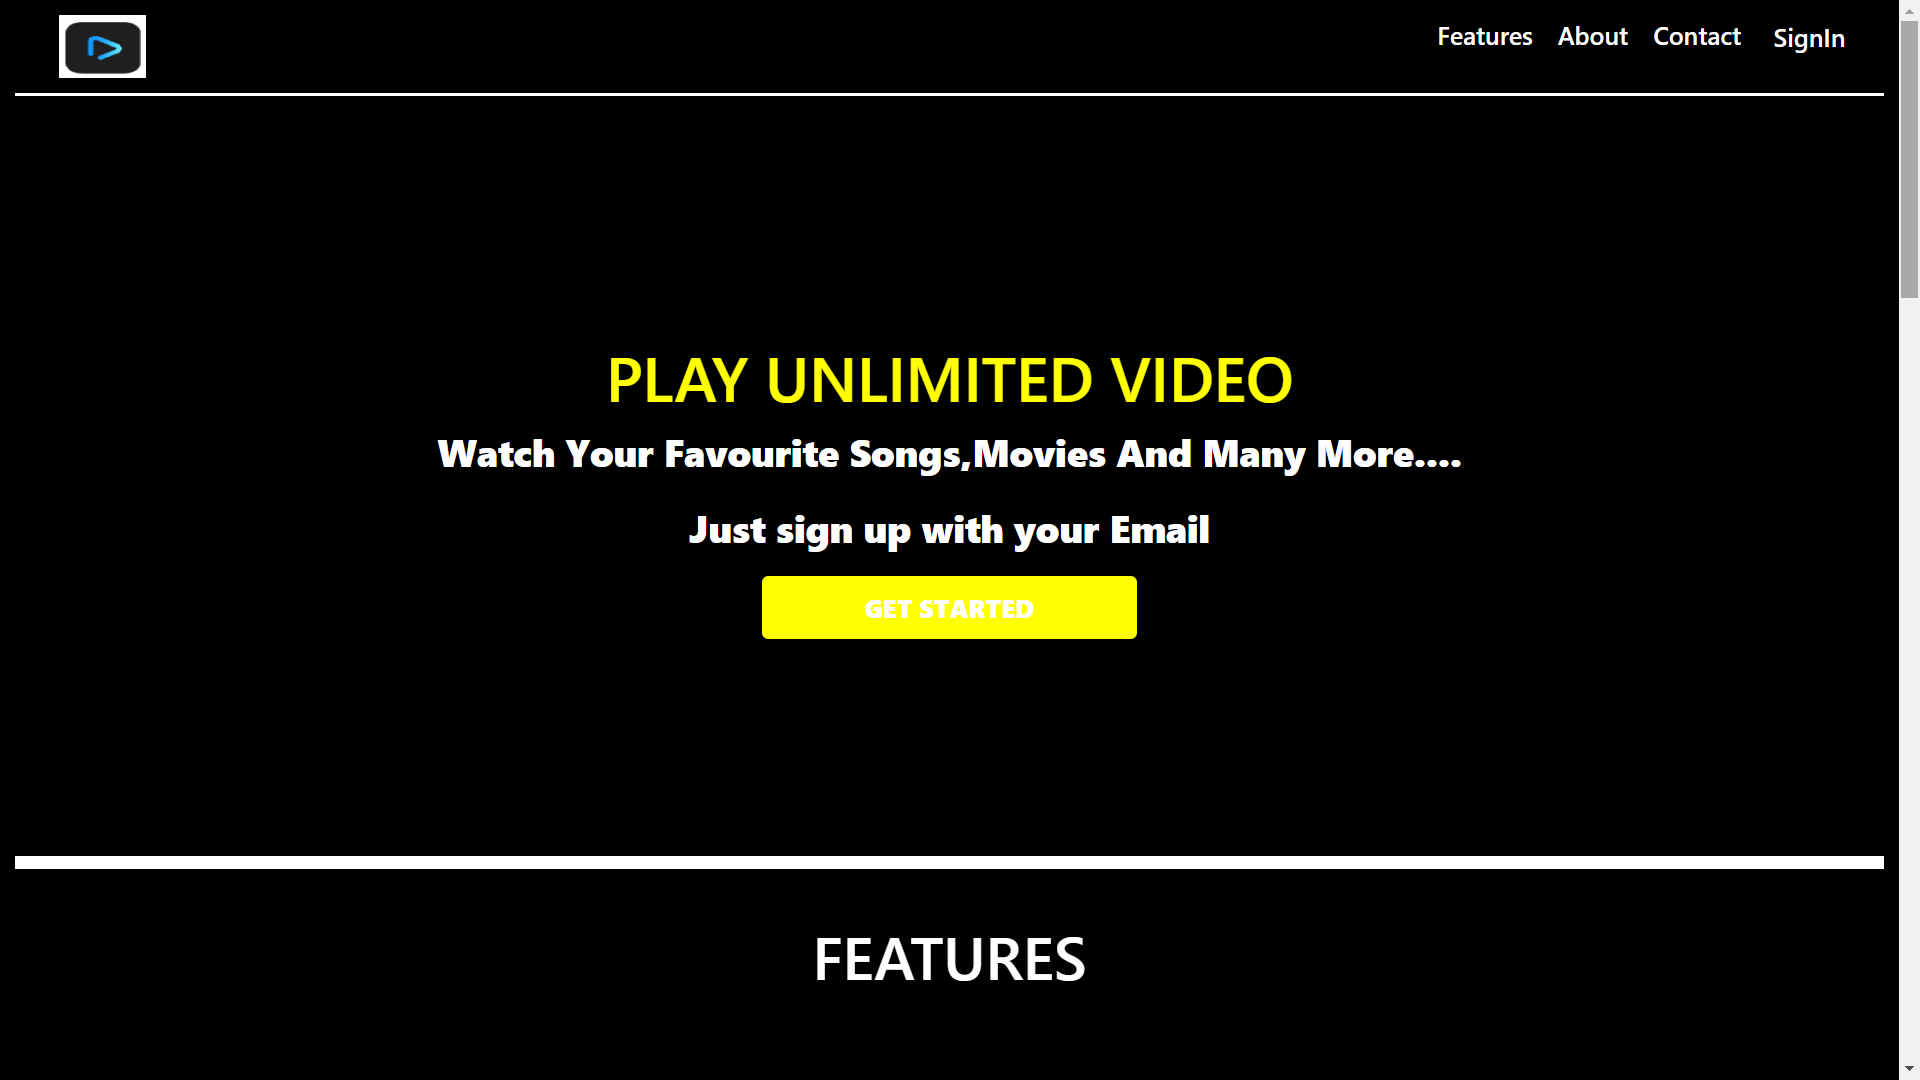 Features About Contact SignIn
PLAY UNLIMITED VIDEO
Watch Your Favourite Songs,Movies And Many More....
Just sign up with your Email
GET STARTED
FEATURES